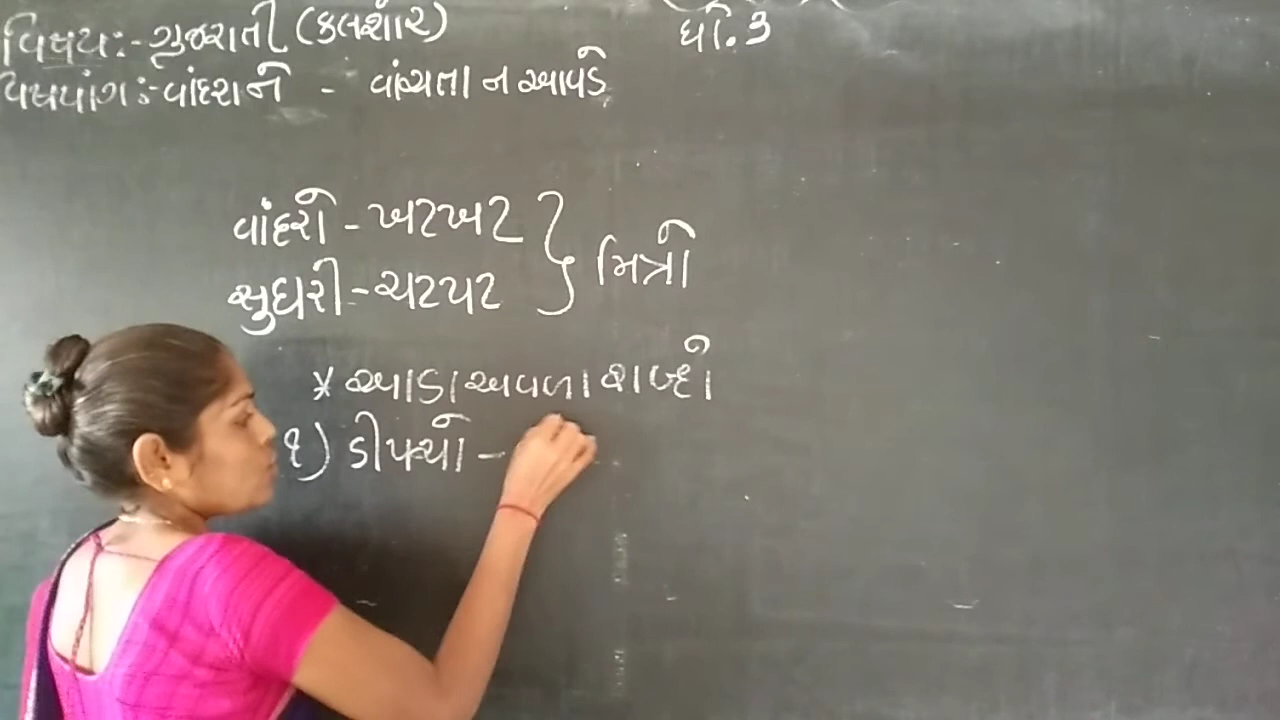 વિષય:- ગુજરાતી (કલશોર)
ધો. ૩
વિષયાંગ:- વાંદરાને - વાંચતા ન આવડે
વાંદરો - ખટખટ
સુઘરી - ચટપટ
મિત્રો
* આડાઅવળા શબ્દો
૧) ડીપચો -